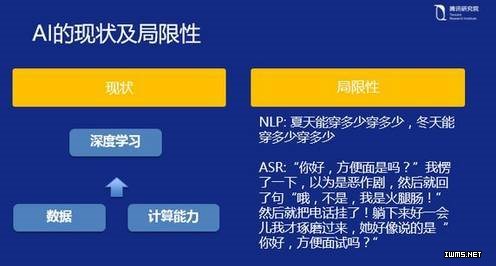 AI的现状及局限性
腾讯研究院
Tencent
Research Institute
现状
局限性
深度学习
数据
计算能力
NLP: 夏天能穿多少穿多少，冬天能
穿多少穿多少
ASR:“你好，方便面是吗？”我愣
了一下，以为是恶作剧，然后就回
了句“哦，不是，我是火腿肠！”
然后就把电话挂了！躺下来好一会
儿我才琢磨过来，她好像说的是“
你好，方便面试吗？”
IWMS.NET